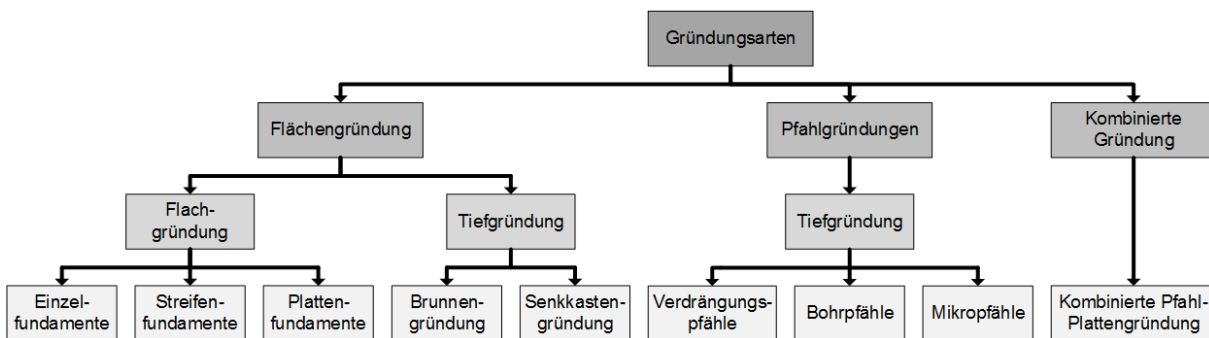 Gründungsarten
Flächengründung
Pfahlgründungen
Kombinierte
Gründung
Flach-
gründung
Tiefgründung
Tiefgründung
Einzel-
fundamente
Streifen-
fundamente
Platten-
fundamente
Brunnen-
gründung
Senkkasten-
gründung
Verdrängungs-
pfähle
Bohrpfähle
Mikropfähle
Kombinierte Pfahl-
Plattengründung